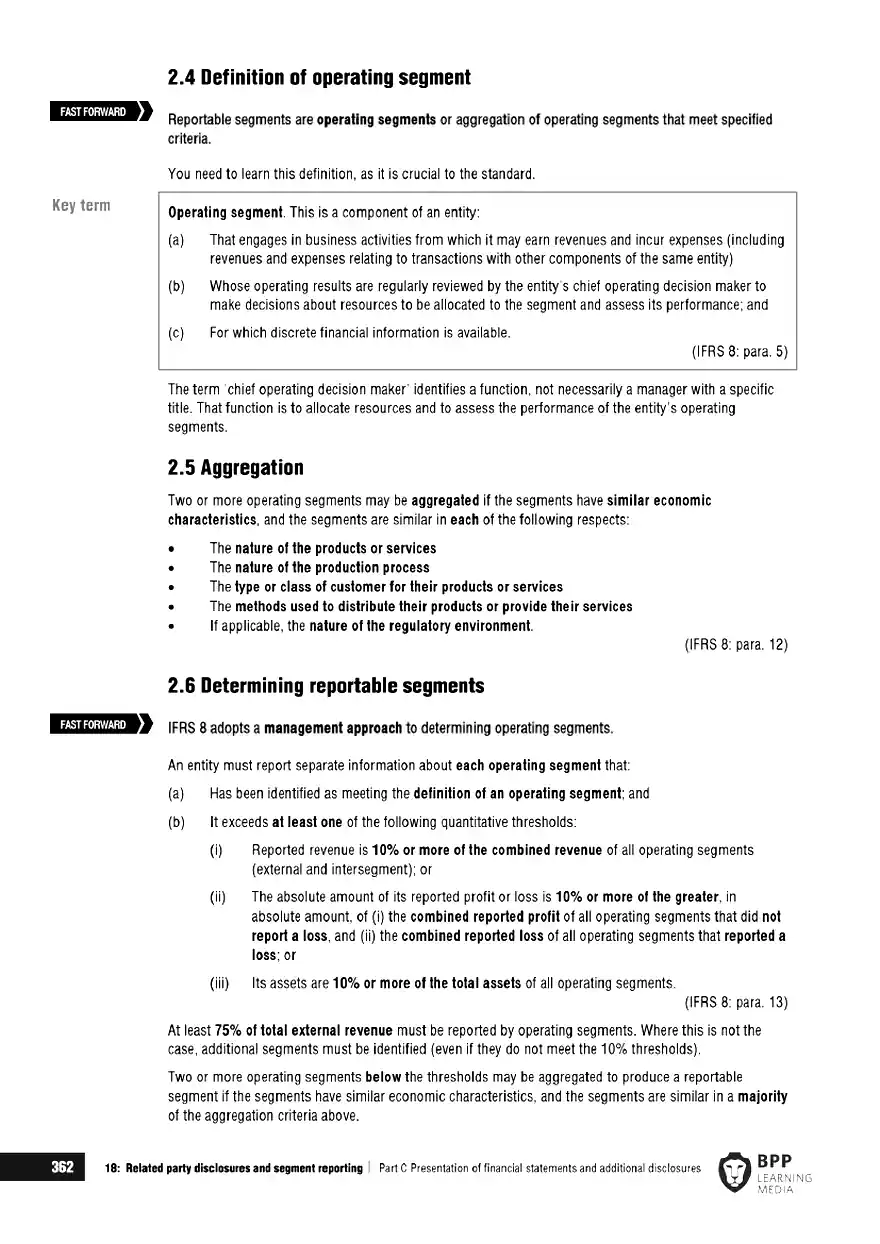 2.4 Definition of operating segment
FAST FORWARD
Reportable segments are operating segments or aggregation of operating segments that meet specified
criteria.
You need to learn this definition, as it is crucial to the standard.
Key term
Operating segment. This is a component of an entity:
(a) That engages in business activities from which it may earn revenues and incur expenses (including
revenues and expenses relating to transactions with other components of the same entity)
(b) Whose operating results are regularly reviewed by the entity's chief operating decision maker to
make decisions about resources to be allocated to the segment and assess its performance; and
(c) For which discrete financial information is available.
(IFRS 8: para. 5)
The term 'chief operating decision maker' identifies a function, not necessarily a manager with a specific
title. That function is to allocate resources and to assess the performance of the entity's operating
segments.
2.5 Aggregation
Two or more operating segments may be aggregated if the segments have similar economic
characteristics, and the segments are similar in each of the following respects:
• The nature of the products or services
• The nature of the production process
• The type or class of customer for their products or services
• The methods used to distribute their products or provide their services
• If applicable, the nature of the regulatory environment.
(IFRS 8: para. 12)
2.6 Determining reportable segments
FAST FORWARD
IFRS 8 adopts a management approach to determining operating segments.
An entity must report separate information about each operating segment that:
(a) Has been identified as meeting the definition of an operating segment; and
(b) It exceeds at least one of the following quantitative thresholds:
(i) Reported revenue is 10% or more of the combined revenue of all operating segments
(external and intersegment); or
(ii) The absolute amount of its reported profit or loss is 10% or more of the greater, in
absolute amount, of (i) the combined reported profit of all operating segments that did not
report a loss, and (ii) the combined reported loss of all operating segments that reported a
loss; or
(iii) Its assets are 10% or more of the total assets of all operating segments.
(IFRS 8: para. 13)
At least 75% of total external revenue must be reported by operating segments. Where this is not the
case, additional segments must be identified (even if they do not meet the 10% thresholds).
Two or more operating segments below the thresholds may be aggregated to produce a reportable
segment if the segments have similar economic characteristics, and the segments are similar in a majority
of the aggregation criteria above.
362 18: Related party disclosures and segment reporting | Part C Presentation of financial statements and additional disclosures
BPP
LEARNING
MEDIA